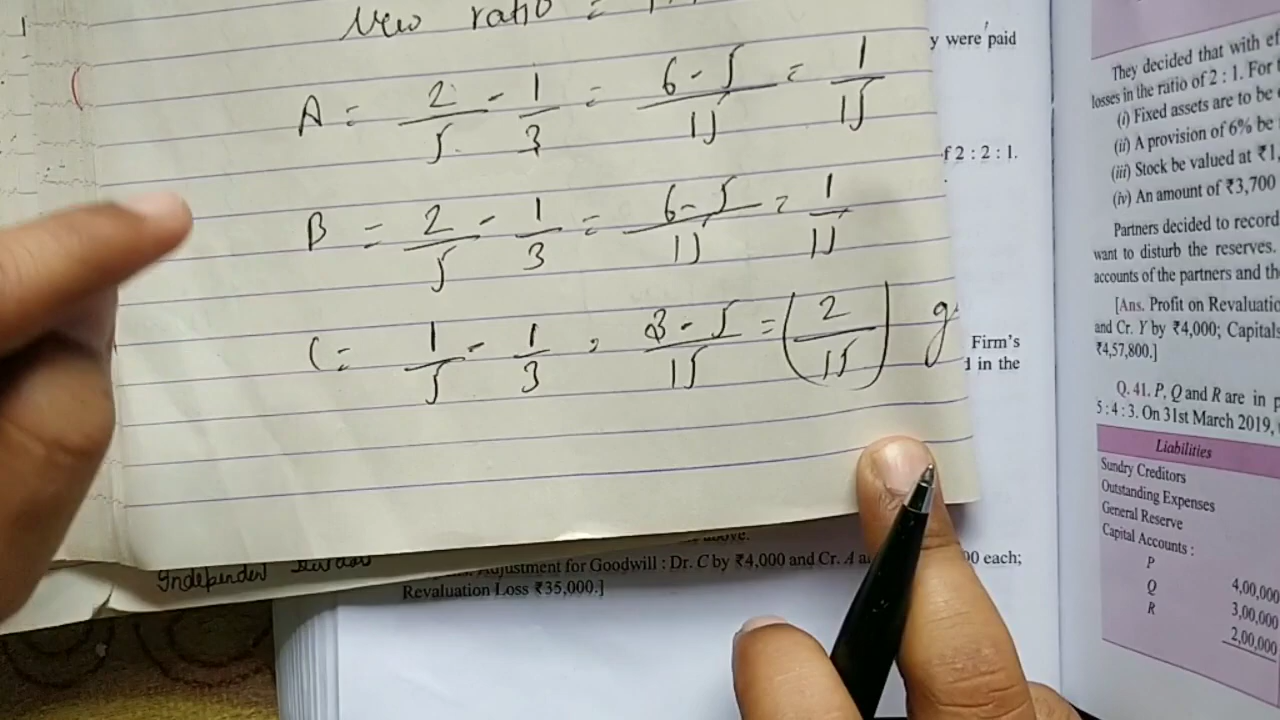 New ratio =
A = 2/5 - 1/3 = 6-5/15 = 1/15
B = 2/5 - 1/3 = 6-5/15 = 1/15
C = 1/5 - 1/3 = 3-5/15 = (2/15) g
Independen
above.
Adjustment for Goodwill : Dr. C by ₹4,000 and Cr. A a 00 each;
Revaluation Loss ₹35,000.]
y were paid
f 2 : 2 : 1.
Firm's
d in the
They decided that with ef
losses in the ratio of 2 : 1. For t
(i) Fixed assets are to be
(ii) A provision of 6% be
(iii) Stock be valued at ₹1,
(iv) An amount of ₹3,700
Partners decided to record
want to disturb the reserves.
accounts of the partners and the
[Ans. Profit on Revaluatio
and Cr. Y by ₹4,000; Capitals
₹4,57,800.]
Q. 41. P, Q and R are in p
5 : 4 : 3. On 31st March 2019,
Liabilities
Sundry Creditors
Outstanding Expenses
General Reserve
Capital Accounts :
P 4,00,000
Q 3,00,000
R 2,00,000